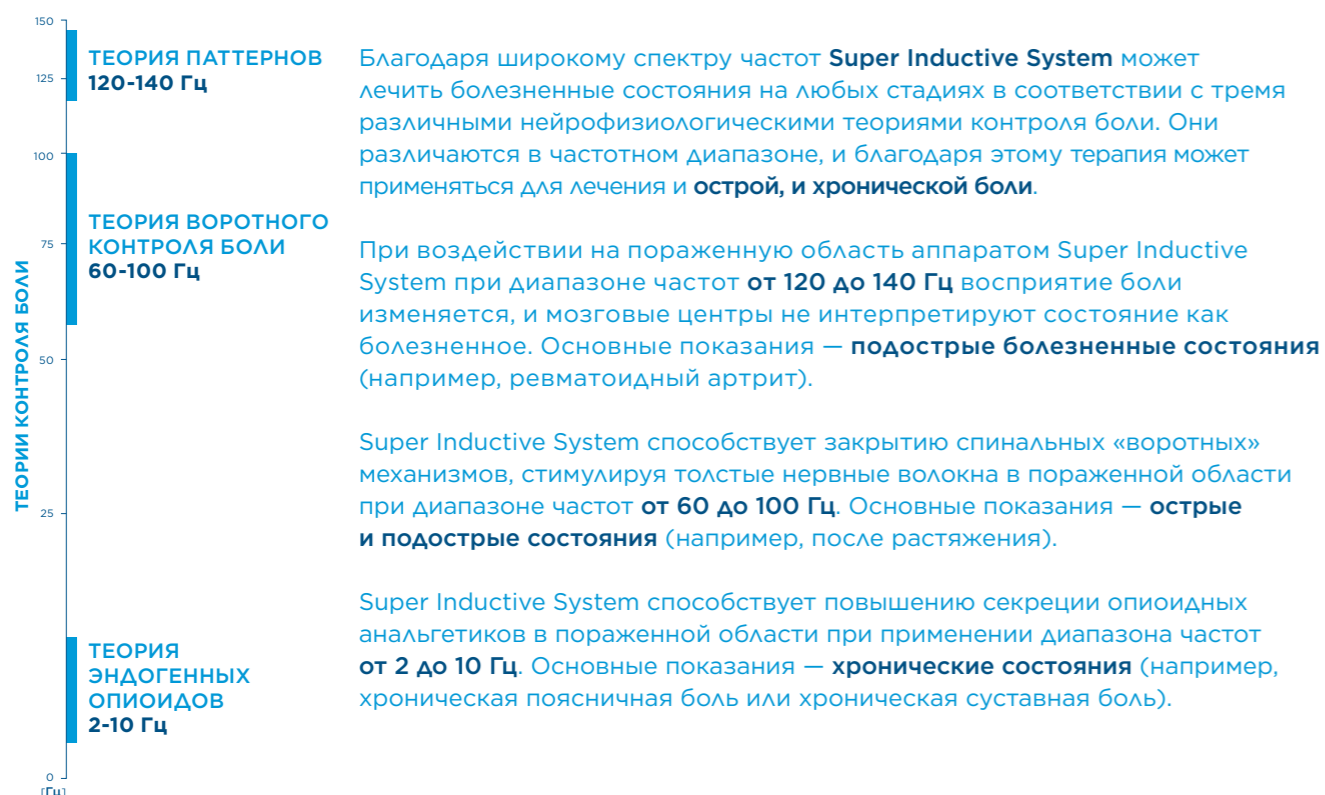 ТЕОРИИ КОНТРОЛЯ БОЛИ
150
125
100
75
50
25
0
[Гц]
ТЕОРИЯ ПАТТЕРНОВ
120-140 Гц
ТЕОРИЯ ВОРОТНОГО
КОНТРОЛЯ БОЛИ
60-100 Гц
ТЕОРИЯ
ЭНДОГЕННЫХ
ОПИОИДОВ
2-10 Гц
Благодаря широкому спектру частот Super Inductive System может
лечить болезненные состояния на любых стадиях в соответствии с тремя
различными нейрофизиологическими теориями контроля боли. Они
различаются в частотном диапазоне, и благодаря этому терапия может
применяться для лечения и острой, и хронической боли.
При воздействии на пораженную область аппаратом Super Inductive
System при диапазоне частот от 120 до 140 Гц восприятие боли
изменяется, и мозговые центры не интерпретируют состояние как
болезненное. Основные показания — подострые болезненные состояния
(например, ревматоидный артрит).
Super Inductive System способствует закрытию спинальных «воротных»
механизмов, стимулируя толстые нервные волокна в пораженной области
при диапазоне частот от 60 до 100 Гц. Основные показания — острые
и подострые состояния (например, после растяжения).
Super Inductive System способствует повышению секреции опиоидных
анальгетиков в пораженной области при применении диапазона частот
от 2 до 10 Гц. Основные показания — хронические состояния (например,
хроническая поясничная боль или хроническая суставная боль).